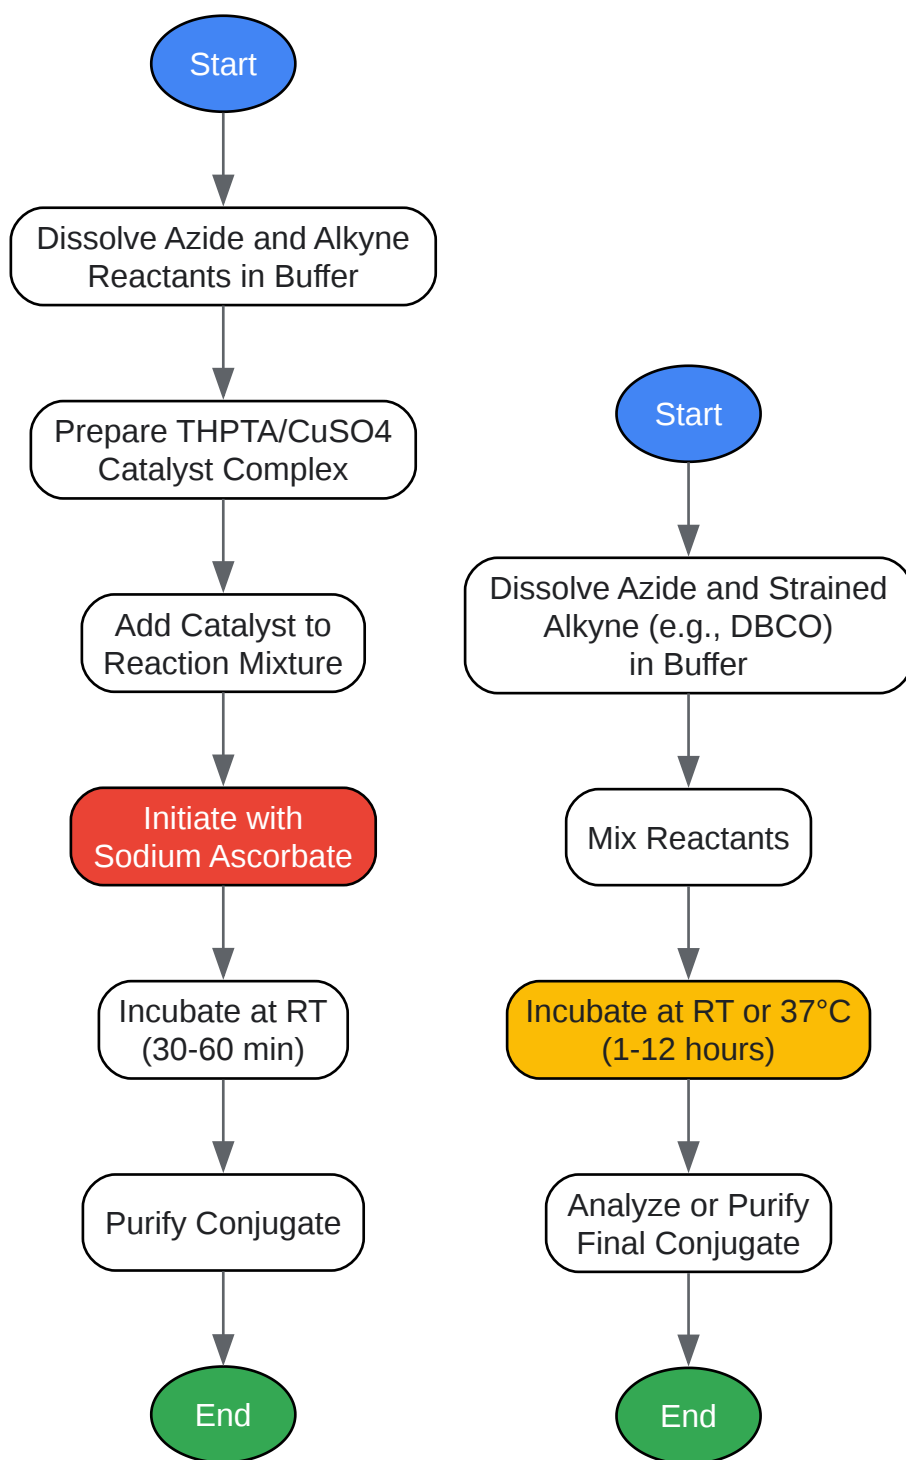 Start
Dissolve Azide and Alkyne
Reactants in Buffer
Prepare THPTA/CuSO4
Catalyst Complex
Add Catalyst to
Reaction Mixture
Initiate with
Sodium Ascorbate
Incubate at RT
(30-60 min)
Purify Conjugate
End
Start
Dissolve Azide and Strained
Alkyne (e.g., DBCO)
in Buffer
Mix Reactants
Incubate at RT or 37°C
(1-12 hours)
Analyze or Purify
Final Conjugate
End